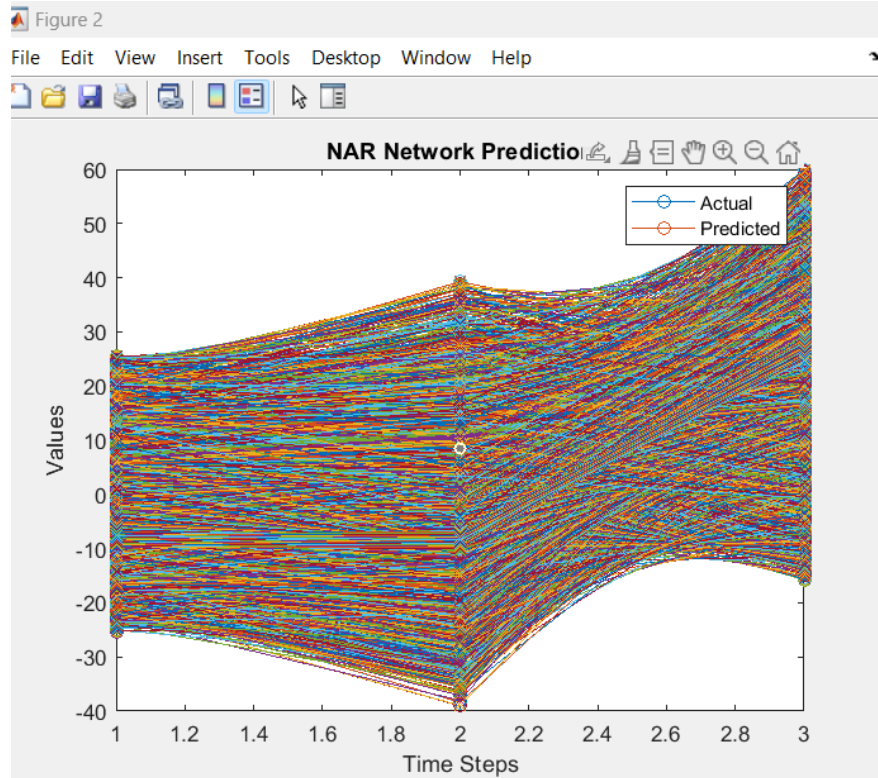 Figure 2
File Edit View Insert Tools Desktop Window Help
NAR Network Predictio
60
50
40
30
20
10
0
-10
-20
-30
-40
Values
Actual
Predicted
1 1.2 1.4 1.6 1.8 2 2.2 2.4 2.6 2.8 3
Time Steps